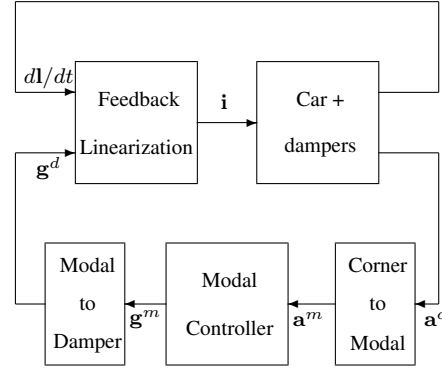 dl/dt
Feedback
Linearization
i
Car +
dampers
g^d
Modal
to
Damper
g^m
Modal
Controller
a^m
Corner
to
Modal
a^c